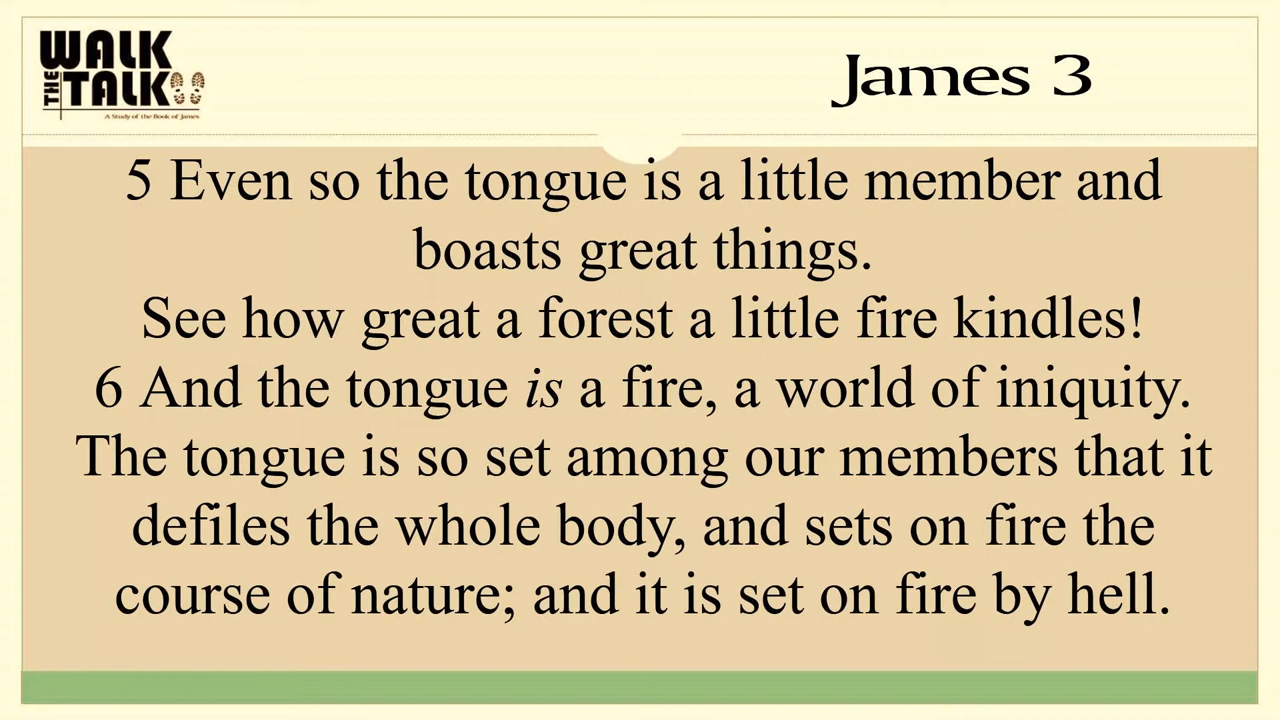 WALK
THE TALK
A Study of the Book of James
James 3
5 Even so the tongue is a little member and
boasts great things.
See how great a forest a little fire kindles!
6 And the tongue is a fire, a world of iniquity.
The tongue is so set among our members that it
defiles the whole body, and sets on fire the
course of nature; and it is set on fire by hell.